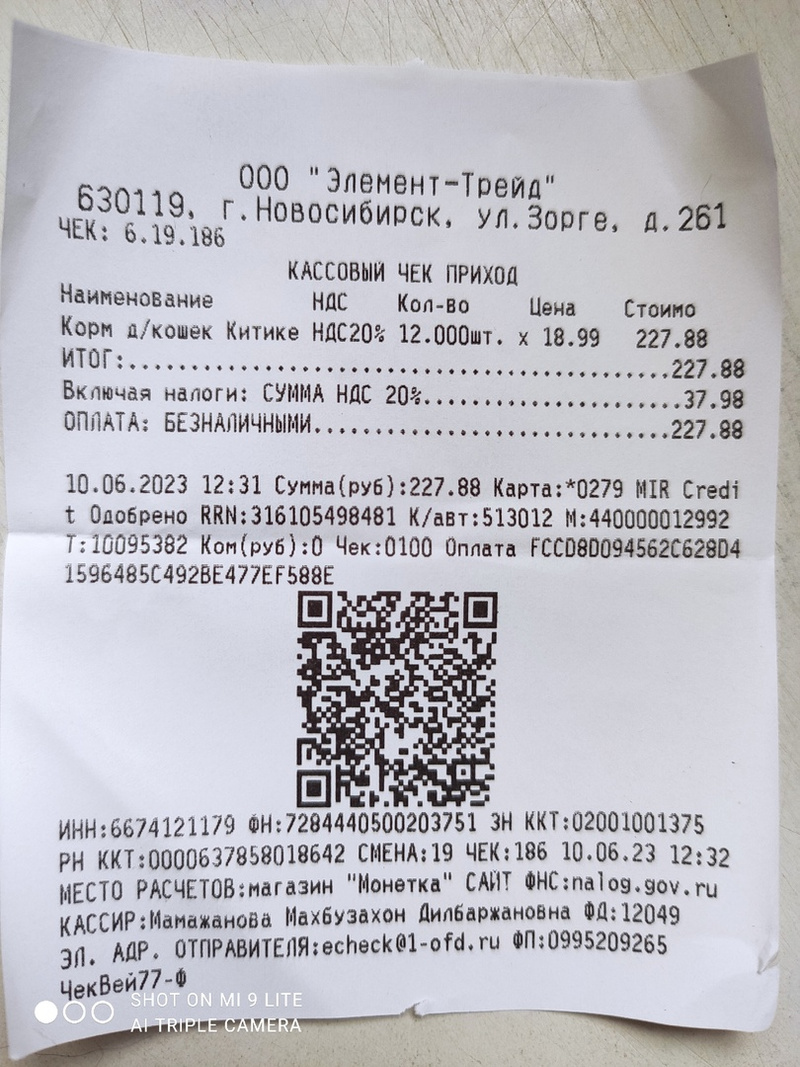 ООО "Элемент-Трейд"
630119, г.Новосибирск, ул.Зорге, д.261
ЧЕК: 6.19.186
КАССОВЫЙ ЧЕК ПРИХОД
Наименование НДС Кол-во Цена Стоимо
Корм д/кошек Китике НДС20% 12.000шт. х 18.99 227.88
ИТОГ:.............................................227.88
Включая налоги: СУММА НДС 20%......................37.98
ОПЛАТА: БЕЗНАЛИЧНЫМИ..............................227.88
10.06.2023 12:31 Сумма(руб):227.88 Карта:*0279 MIR Credi
t Одобрено RRN:316105498481 К/авт:513012 М:440000012992
Т:10095382 Ком(руб):0 Чек:0100 Оплата FCCD8D094562C628D4
1596485C492BE477EF588E
ИНН:6674121179 ФН:7284440500203751 ЗН ККТ:02001001375
РН ККТ:0000637858018642 СМЕНА:19 ЧЕК:186 10.06.23 12:32
МЕСТО РАСЧЕТОВ:магазин "Монетка" САЙТ ФНС:nalog.gov.ru
КАССИР:Мамажанова Махбузахон Дилбаржановна ФД:12049
ЭЛ. АДР. ОТПРАВИТЕЛЯ:echeck@1-ofd.ru ФП:0995209265
ЧекВей77-Ф
SHOT ON MI 9 LITE
AI TRIPLE CAMERA